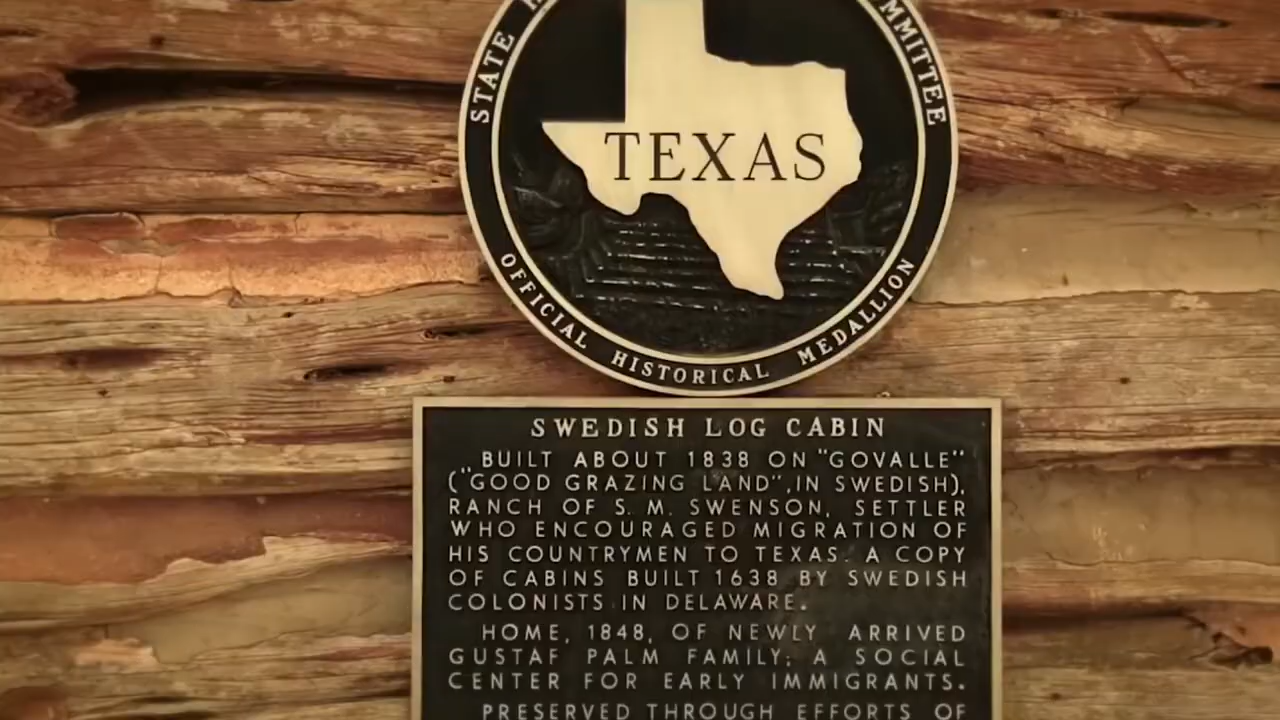 STATE
MMITTEE
TEXAS
OFFICIAL HISTORICAL MEDALLION
SWEDISH LOG CABIN
BUILT ABOUT 1838 ON "GOVALLE"
("GOOD GRAZING LAND", IN SWEDISH),
RANCH OF S. M. SWENSON, SETTLER
WHO ENCOURAGED MIGRATION OF
HIS COUNTRYMEN TO TEXAS. A COPY
OF CABINS BUILT 1638 BY SWEDISH
COLONISTS IN DELAWARE.
HOME, 1848, OF NEWLY ARRIVED
GUSTAF PALM FAMILY; A SOCIAL
CENTER FOR EARLY IMMIGRANTS.
PRESERVED THROUGH EFFORTS OF